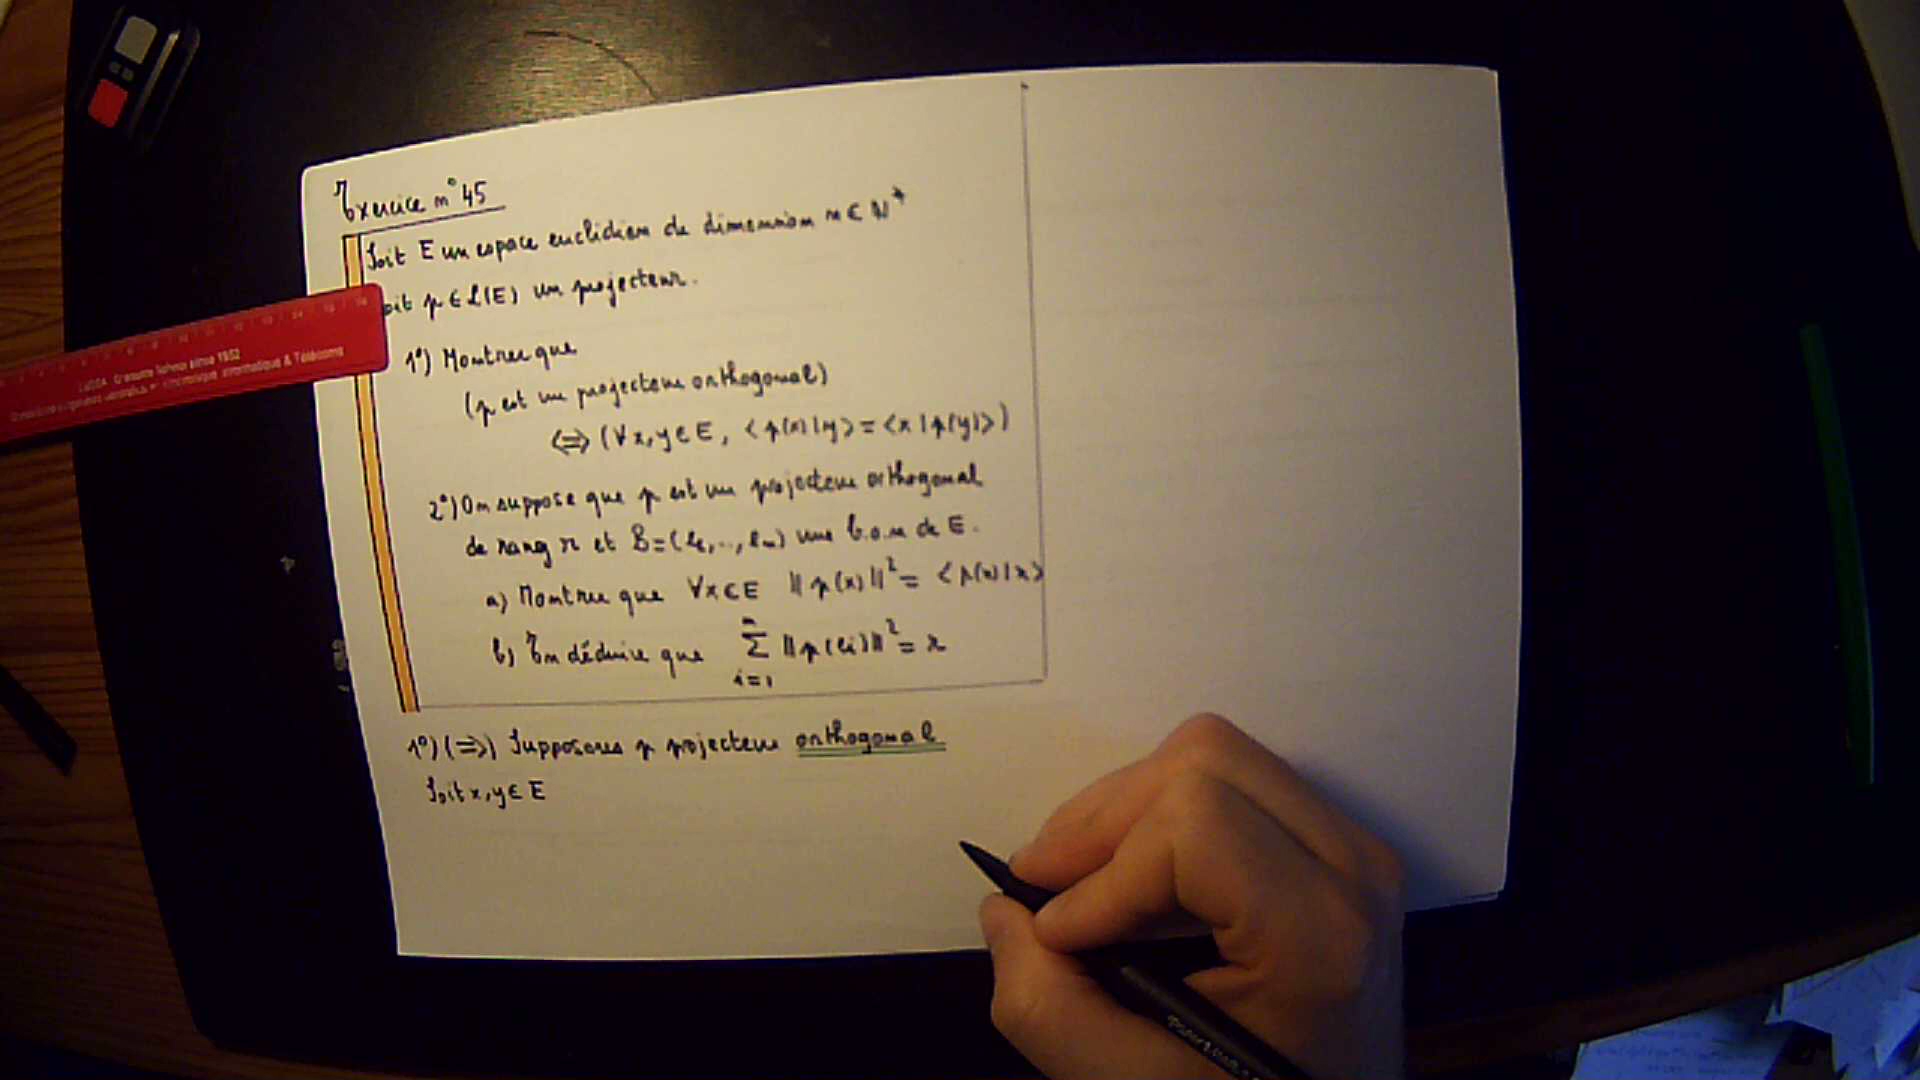 Exercice n°45
Soit E un espace euclidien de dimension n ∈ ℕ*
oit p ∈ L(E) un projecteur.
1°) Montrer que
(p est un projecteur orthogonal)
⟺ (∀x,y ∈ E, <p(x)|y> = <x|p(y)>)
2°) On suppose que p est un projecteur orthogonal
de rang r et B=(e₁,..,eₙ) une b.o.n de E.
a) Montrer que ∀x∈E ||p(x)||² = <p(x)|x>
b) En déduire que Σ_{i=1}^{n} ||p(ei)||² = r
1°) (⟹) Supposons p projecteur orthogonal
Soit x,y ∈ E